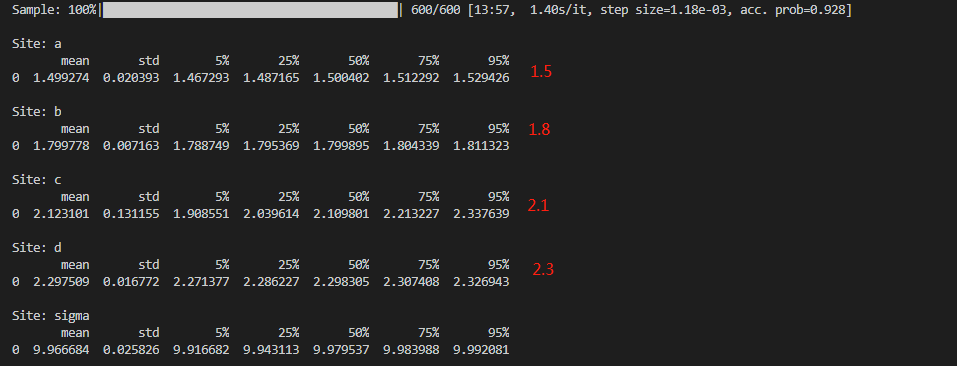 Sample: 100%| | 600/600 [13:57, 1.40s/it, step size=1.18e-03, acc. prob=0.928]
Site: a
mean std 5% 25% 50% 75% 95%
0 1.499274 0.020393 1.467293 1.487165 1.500402 1.512292 1.529426 1.5
Site: b
mean std 5% 25% 50% 75% 95% 1.8
0 1.799778 0.007163 1.788749 1.795369 1.799895 1.804339 1.811323
Site: c
mean std 5% 25% 50% 75% 95% 2.1
0 2.123101 0.131155 1.908551 2.039614 2.109801 2.213227 2.337639
Site: d
mean std 5% 25% 50% 75% 95% 2.3
0 2.297509 0.016772 2.271377 2.286227 2.298305 2.307408 2.326943
Site: sigma
mean std 5% 25% 50% 75% 95%
0 9.966684 0.025826 9.916682 9.943113 9.979537 9.983988 9.992081